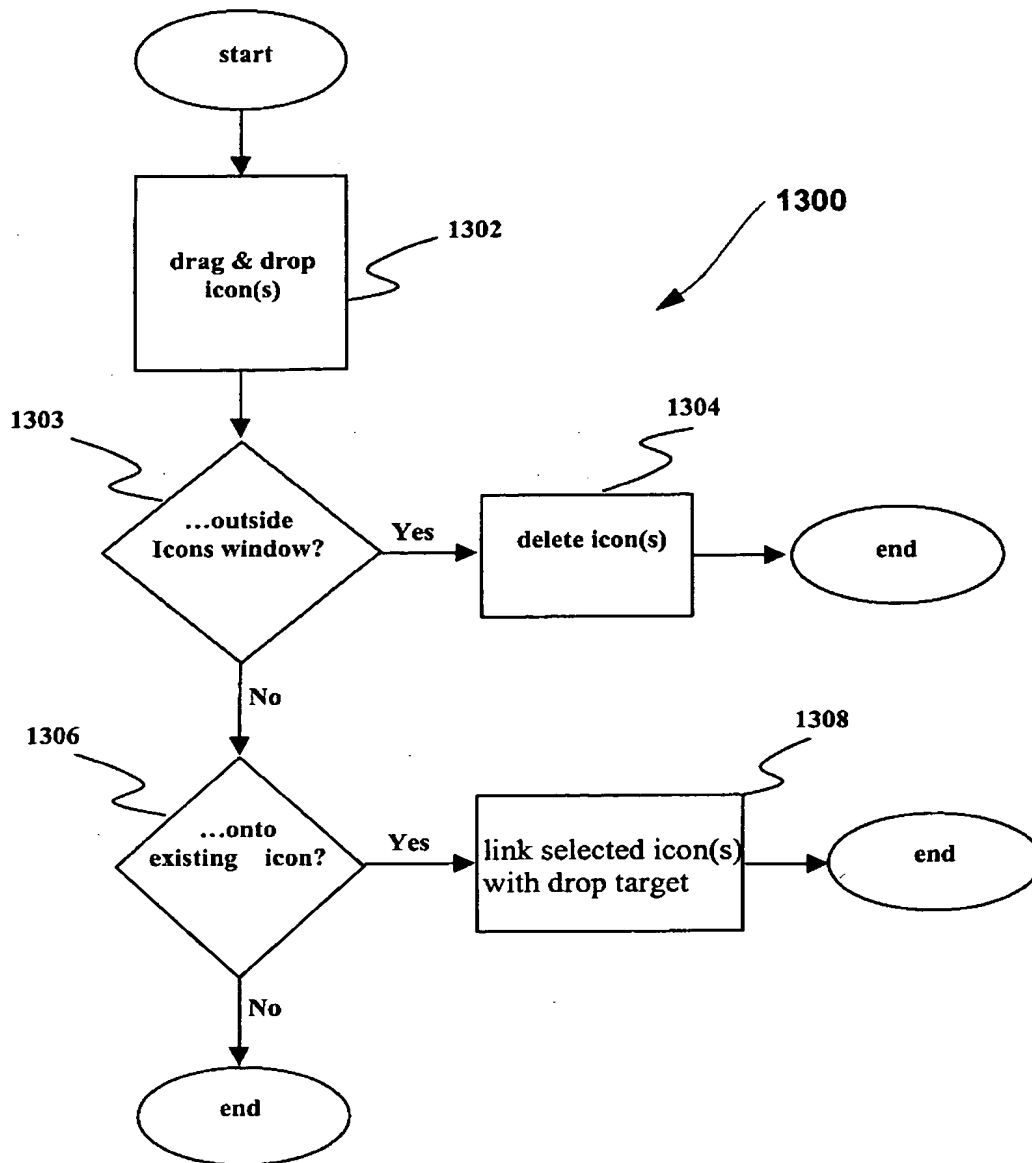 start
1300
1302
drag & drop
icon(s)
1303
1304
...outside
Icons window?
Yes
delete icon(s)
end
No
1306
1308
...onto
existing icon?
Yes
link selected icon(s)
with drop target
end
No
end